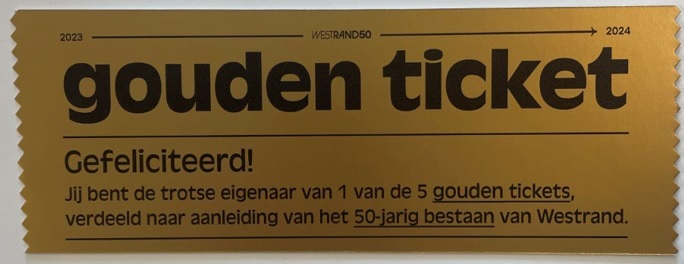 2023 WESTRAND50 2024
gouden ticket
Gefeliciteerd!
Jij bent de trotse eigenaar van 1 van de 5 gouden tickets,
verdeeld naar aanleiding van het 50-jarig bestaan van Westrand.